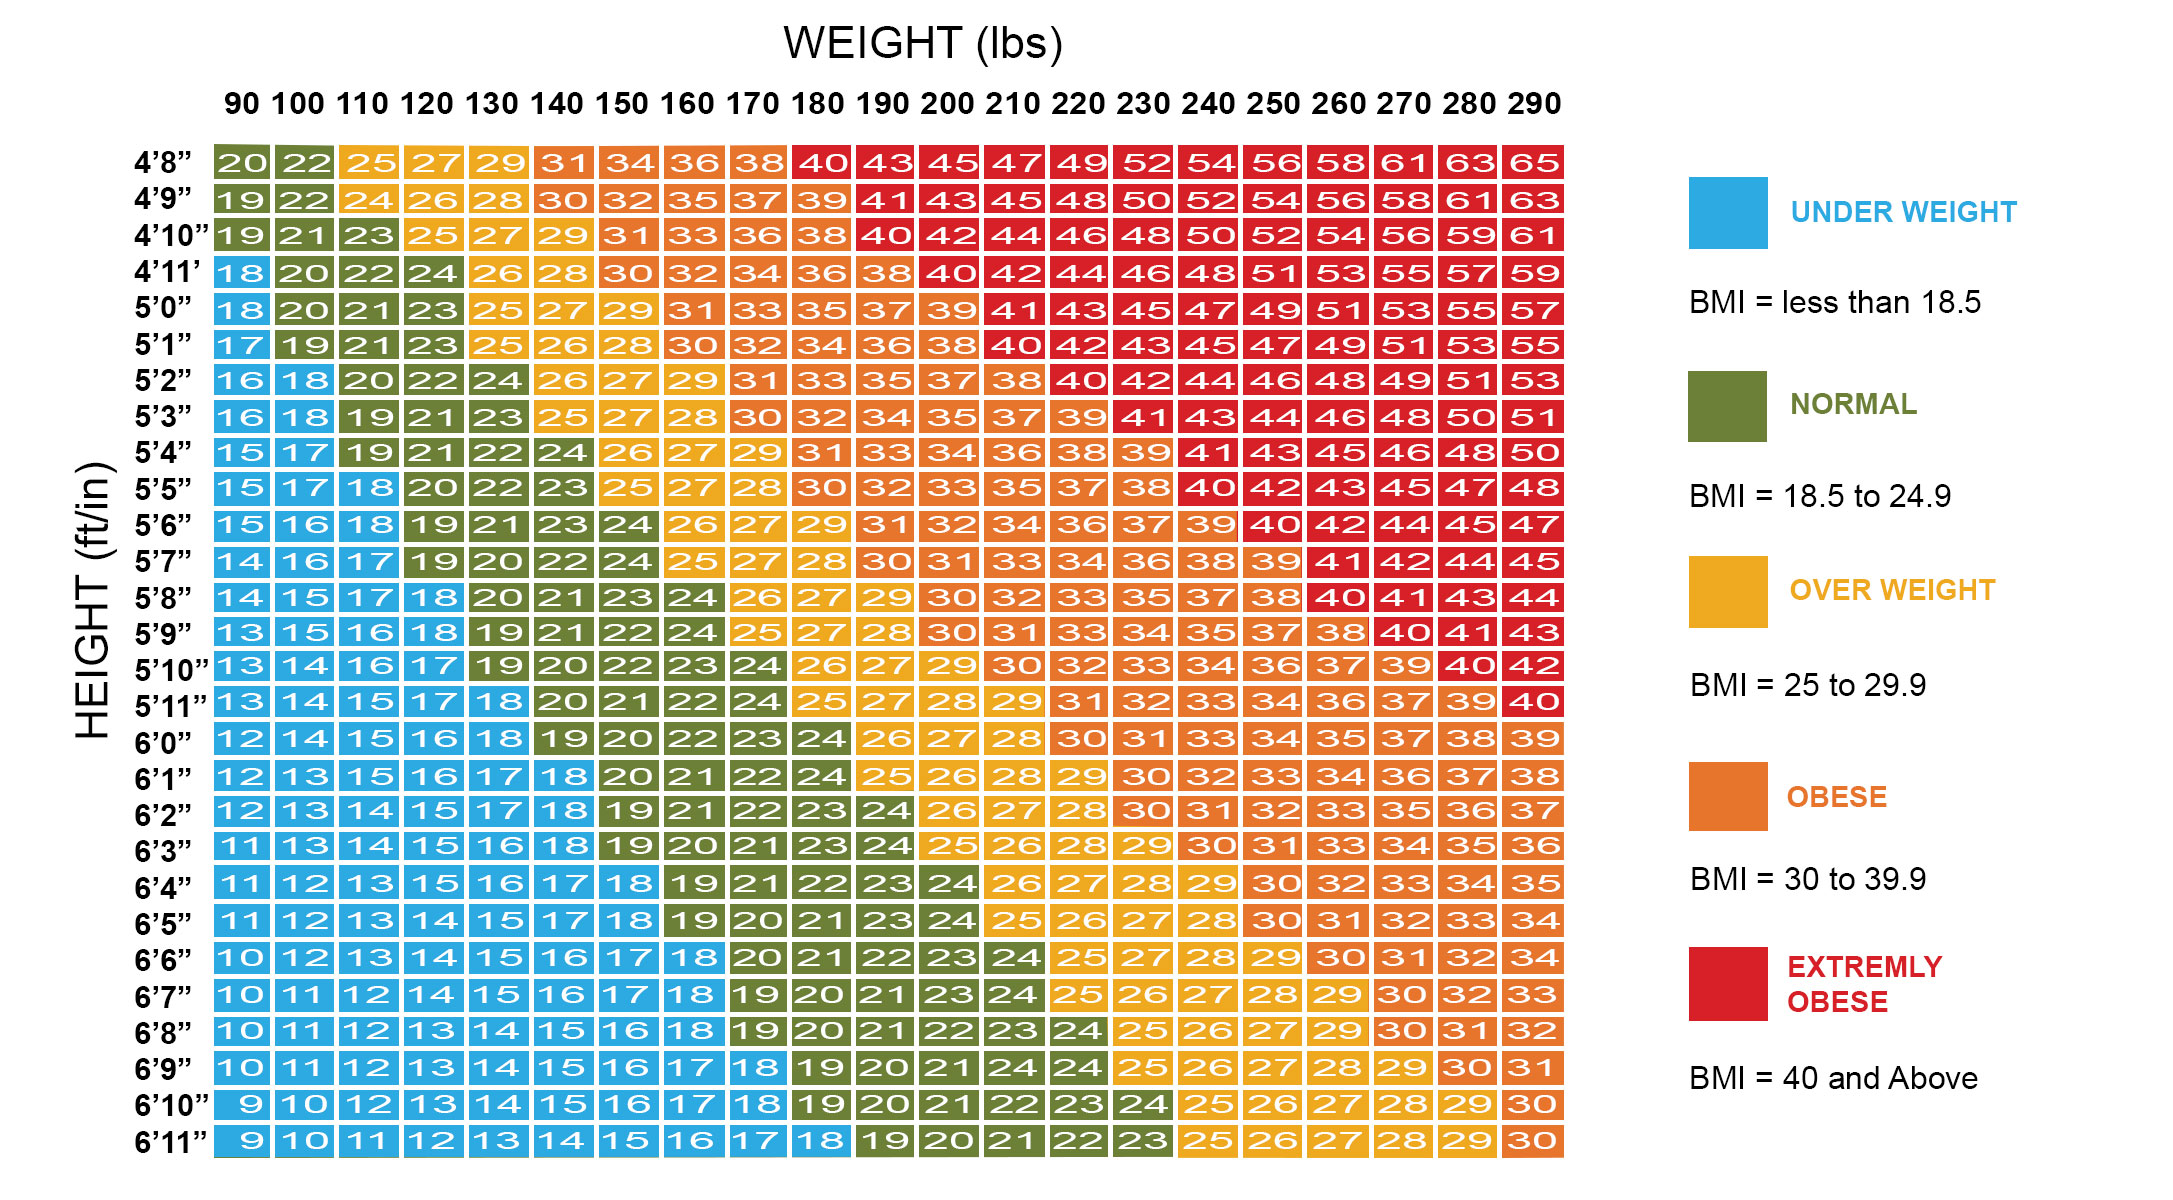 WEIGHT (lbs)
90 100 110 120 130 140 150 160 170 180 190 200 210 220 230 240 250 260 270 280 290
HEIGHT (ft/in)
4’8” 20 22 25 27 29 31 34 36 38 40 43 45 47 49 52 54 56 58 61 63 65
4’9” 19 22 24 26 28 30 32 35 37 39 41 43 45 48 50 52 54 56 58 61 63
4’10” 19 21 23 25 27 29 31 33 36 38 40 42 44 46 48 50 52 54 56 59 61
4’11’ 18 20 22 24 26 28 30 32 34 36 38 40 42 44 46 48 51 53 55 57 59
5’0” 18 20 21 23 25 27 29 31 33 35 37 39 41 43 45 47 49 51 53 55 57
5’1” 17 19 21 23 25 26 28 30 32 34 36 38 40 42 43 45 47 49 51 53 55
5’2” 16 18 20 22 24 26 27 29 31 33 35 37 38 40 42 44 46 48 49 51 53
5’3” 16 18 19 21 23 25 27 28 30 32 34 35 37 39 41 43 44 46 48 50 51
5’4” 15 17 19 21 22 24 26 27 29 31 33 34 36 38 39 41 43 45 46 48 50
5’5” 15 17 18 20 22 23 25 27 28 30 32 33 35 37 38 40 42 43 45 47 48
5’6” 15 16 18 19 21 23 24 26 27 29 31 32 34 36 37 39 40 42 44 45 47
5’7” 14 16 17 19 20 22 24 25 27 28 30 31 33 34 36 38 39 41 42 44 45
5’8” 14 15 17 18 20 21 23 24 26 27 29 30 32 33 35 37 38 40 41 43 44
5’9” 13 15 16 18 19 21 22 24 25 27 28 30 31 33 34 35 37 38 40 41 43
5’10” 13 14 16 17 19 20 22 23 24 26 27 29 30 32 33 34 36 37 39 40 42
5’11” 13 14 15 17 18 20 21 22 24 25 27 28 29 31 32 33 34 36 37 39 40
6’0” 12 14 15 16 18 19 20 22 23 24 26 27 28 30 31 33 34 35 37 38 39
6’1” 12 13 15 16 17 18 20 21 22 24 25 26 28 29 30 32 33 34 36 37 38
6’2” 12 13 14 15 17 18 19 21 22 23 24 26 27 28 30 31 32 33 35 36 37
6’3” 11 13 14 15 16 18 19 20 21 23 24 25 26 28 29 30 31 33 34 35 36
6’4” 11 12 13 15 16 17 18 19 21 22 23 24 26 27 28 29 30 32 33 34 35
6’5” 11 12 13 14 15 17 18 19 20 21 23 24 25 26 27 28 30 31 32 33 34
6’6” 10 12 13 14 15 16 17 18 20 21 22 23 24 25 27 28 29 30 31 32 34
6’7” 10 11 12 14 15 16 17 18 19 20 21 23 24 25 26 27 28 29 30 32 33
6’8” 10 11 12 13 14 15 16 18 19 20 21 22 23 24 25 26 27 29 30 31 32
6’9” 10 11 12 13 14 15 16 17 18 19 20 21 24 24 25 26 27 28 29 30 31
6’10” 9 10 12 13 14 15 16 17 18 19 20 21 22 23 24 25 26 27 28 29 30
6’11” 9 10 11 12 13 14 15 16 17 18 19 20 21 22 23 25 26 27 28 29 30
UNDER WEIGHT
BMI = less than 18.5
NORMAL
BMI = 18.5 to 24.9
OVER WEIGHT
BMI = 25 to 29.9
OBESE
BMI = 30 to 39.9
EXTREMLY
OBESE
BMI = 40 and Above